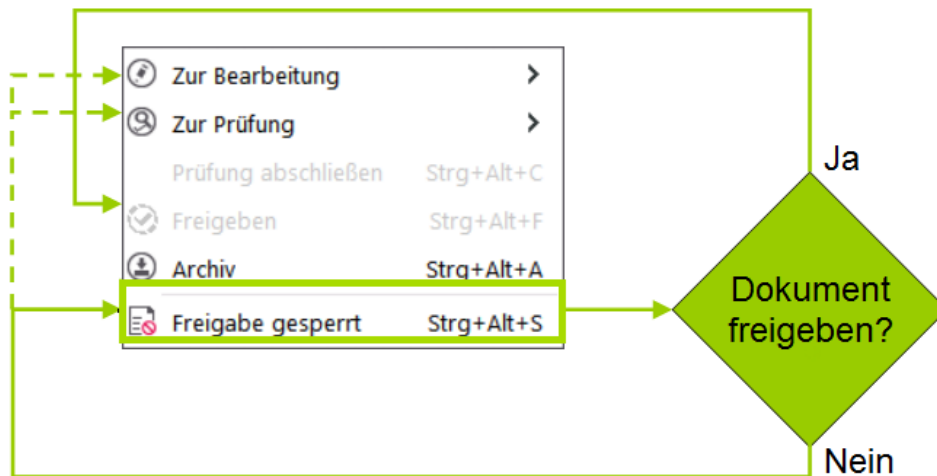 Zur Bearbeitung
Zur Prüfung
Prüfung abschließen Strg+Alt+C
Freigeben Strg+Alt+F
Archiv Strg+Alt+A
Freigabe gesperrt Strg+Alt+S
Ja
Dokument
freigeben?
Nein